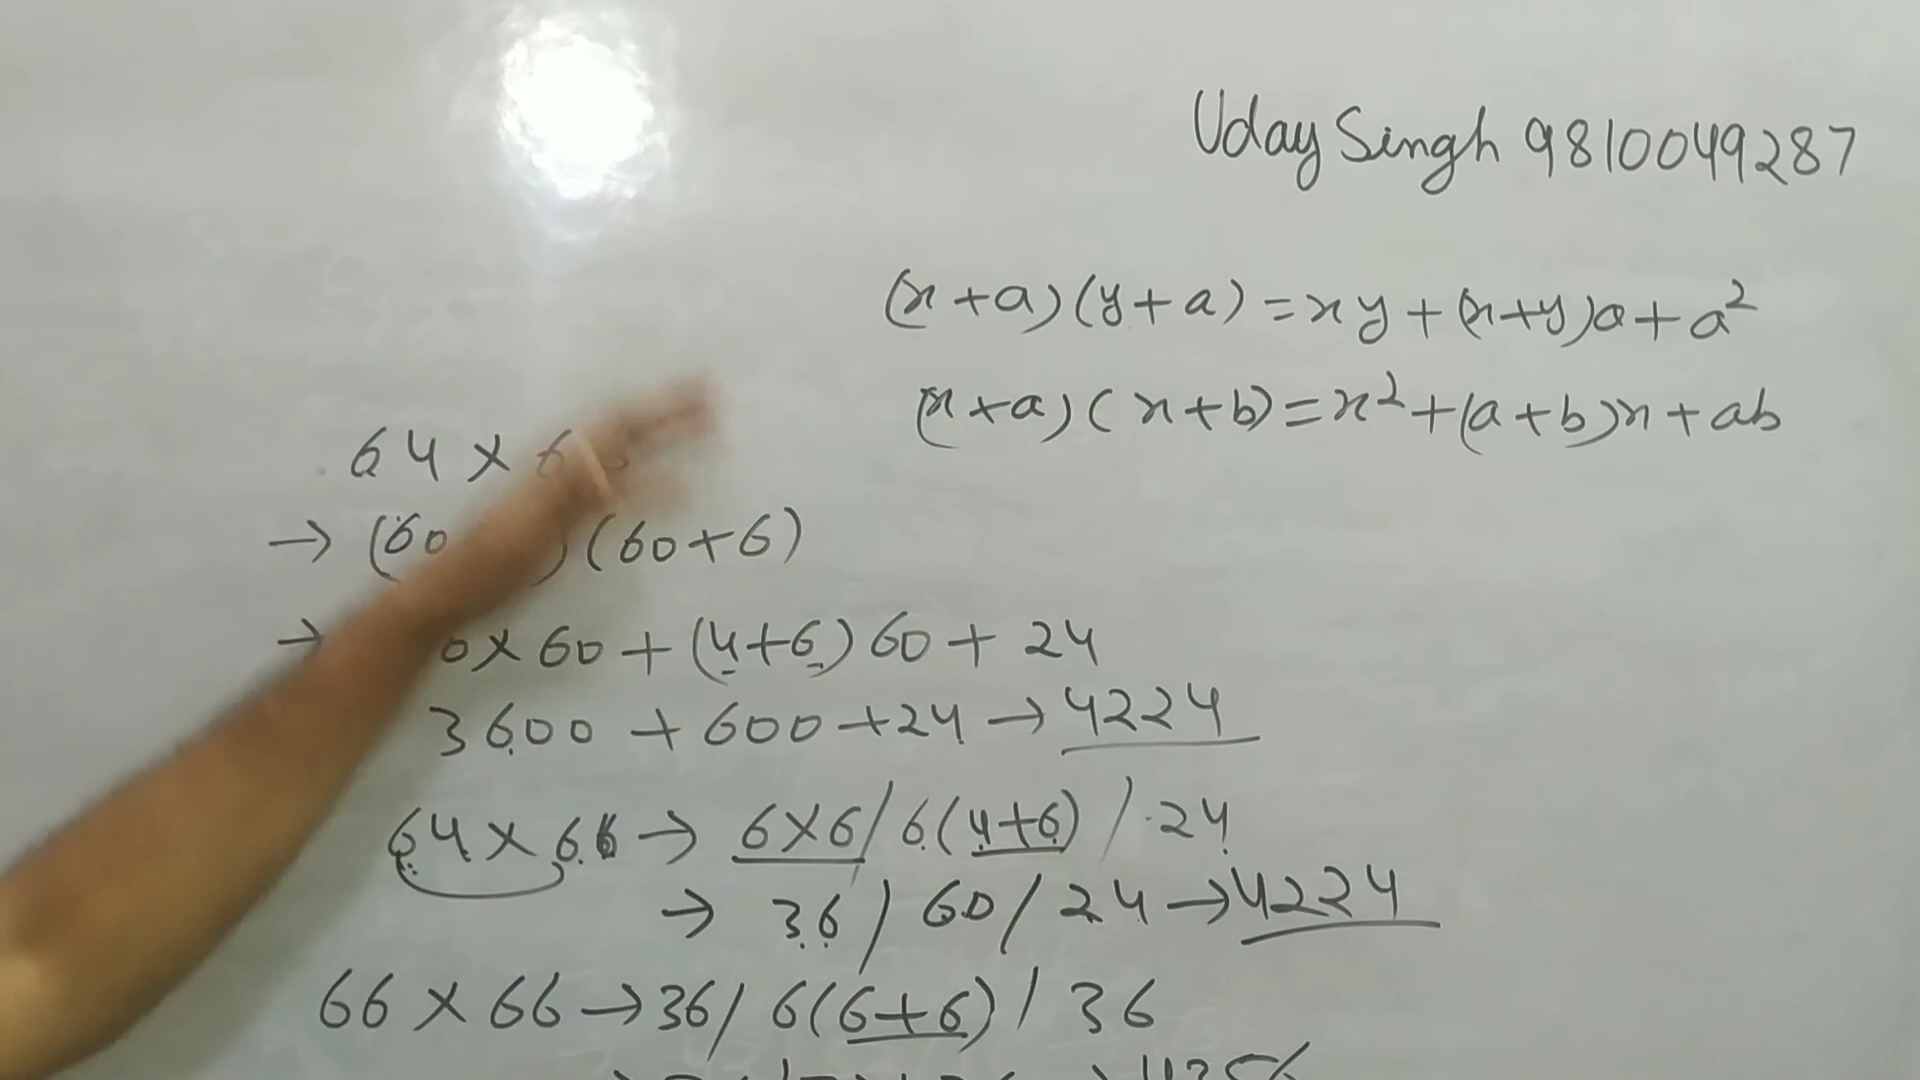 Uday Singh 9810049287
(x+a)(y+a)=xy+(x+y)a+a²
(x+a)(x+b)=x²+(a+b)x+ab
64×6
→(60 )(60+6)
→ 0×60+(4+6)60+24
3600+600+24→4224
64×66→6×6/6(4+6)/24
→36/60/24→4224
66×66→36/6(6+6)/36